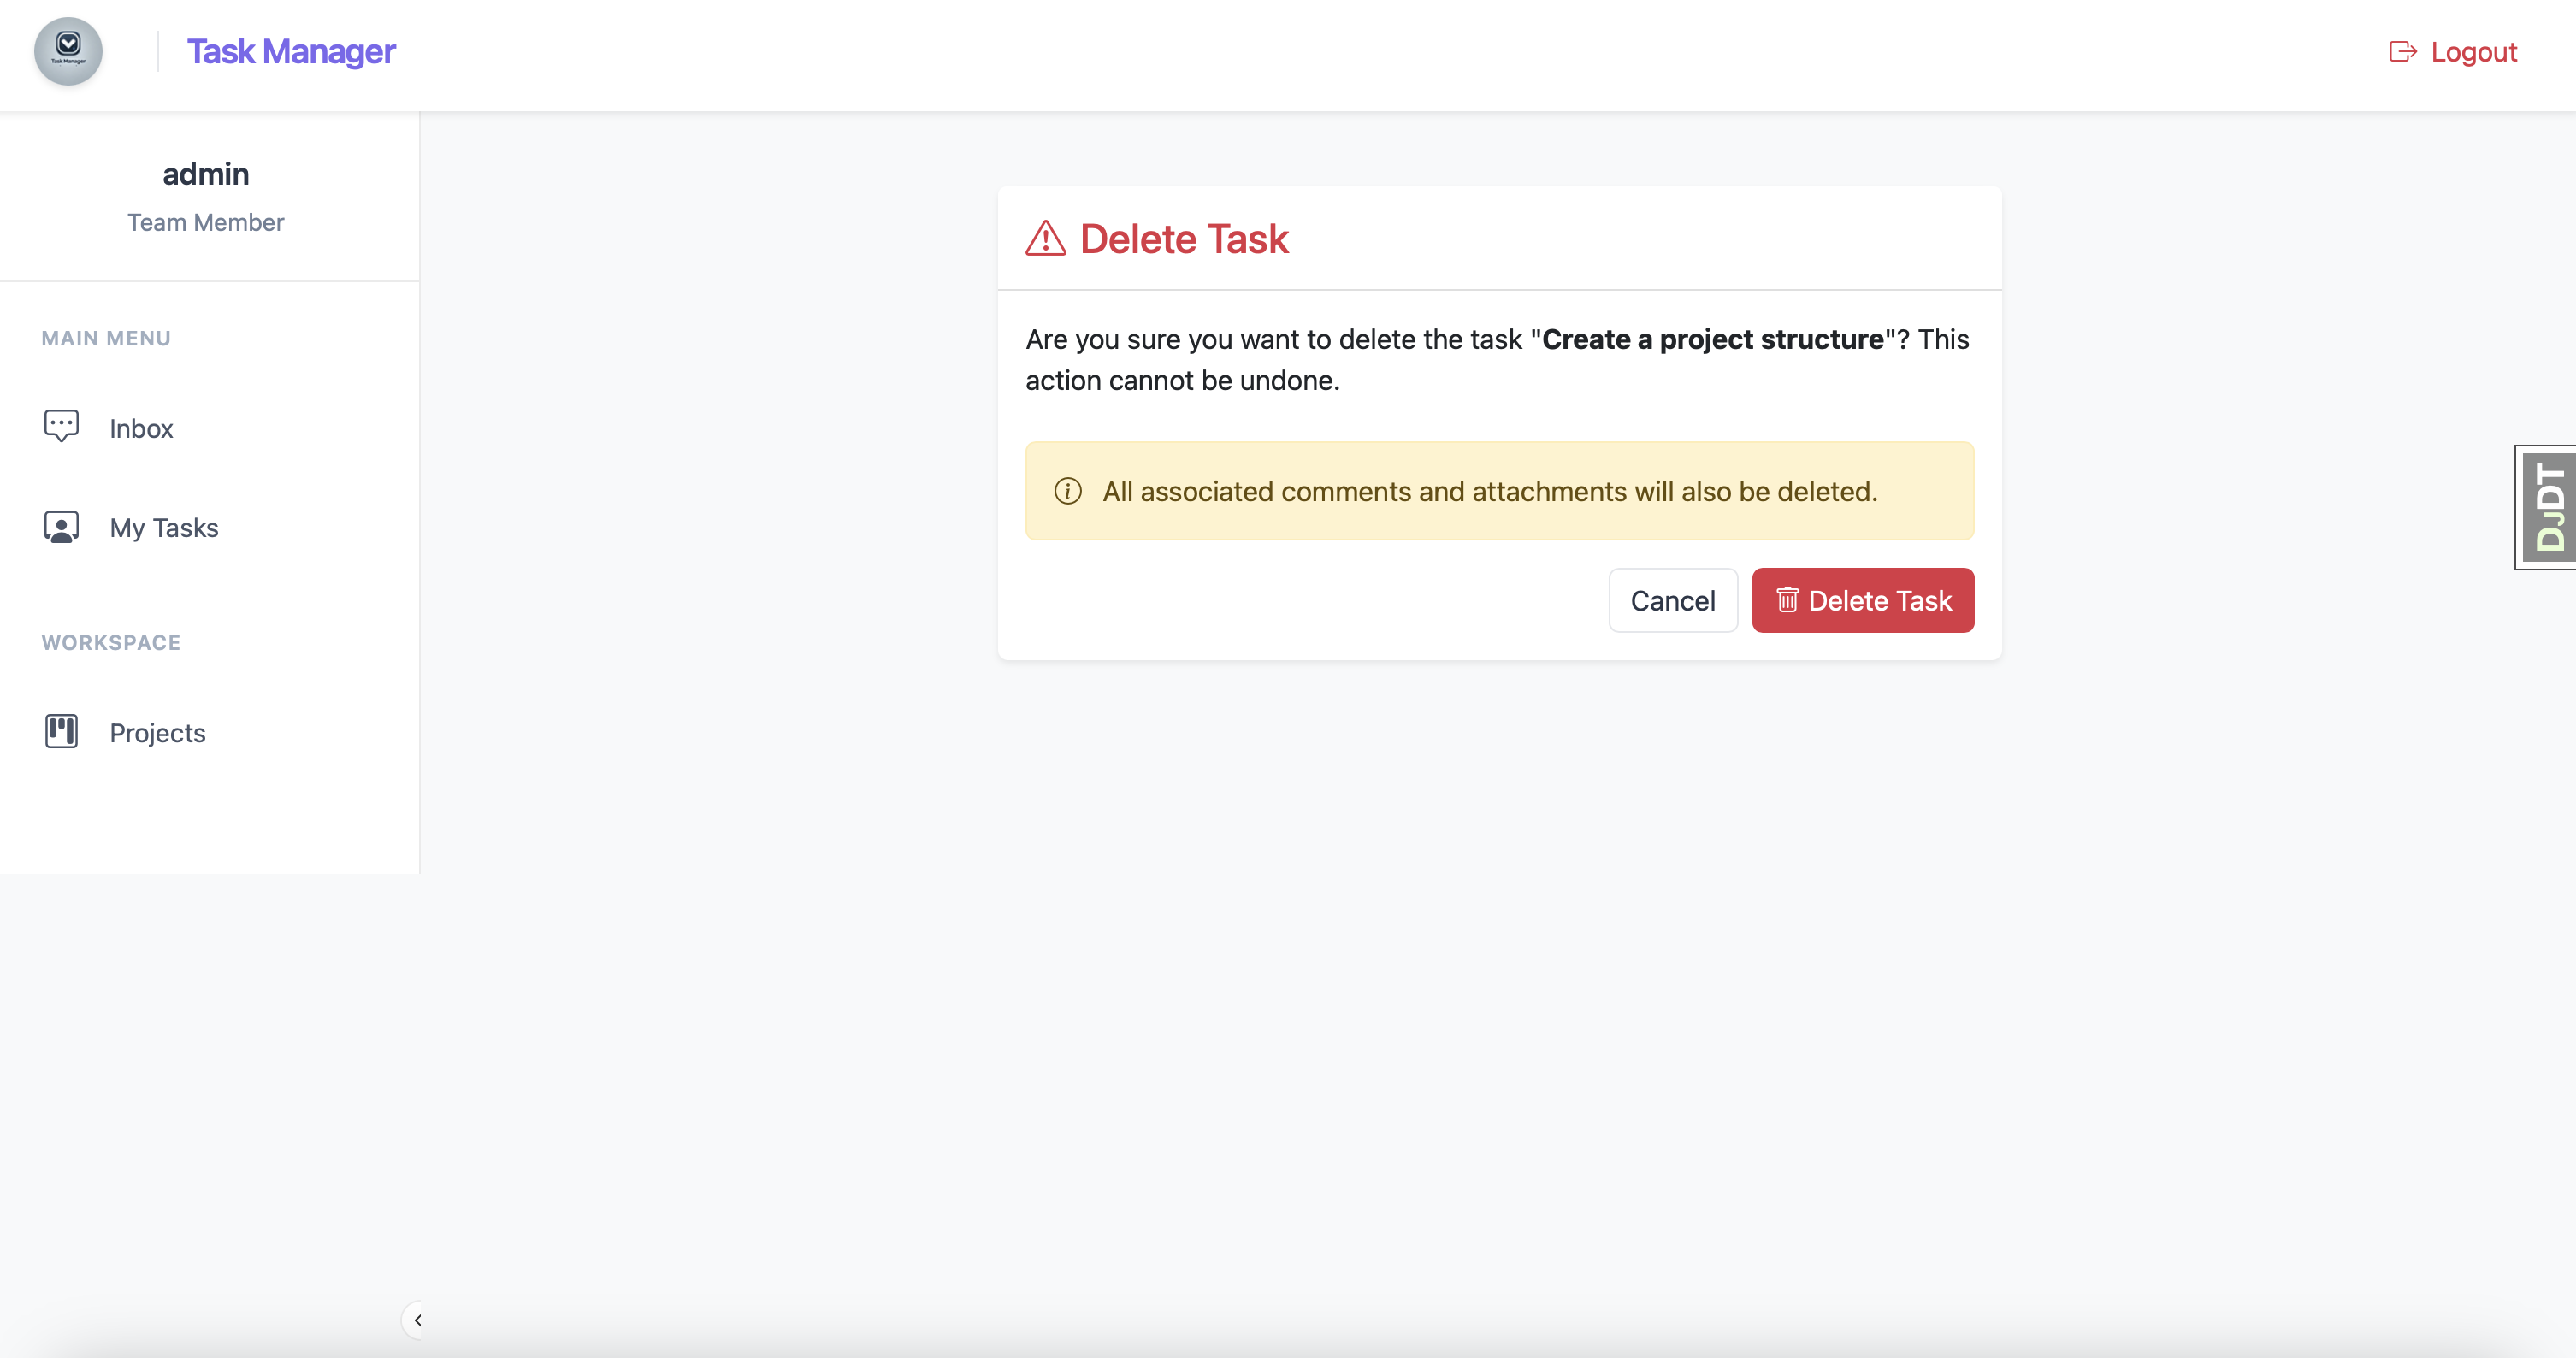 Task Manager
Task Manager
Logout
admin
Team Member
MAIN MENU
Inbox
My Tasks
WORKSPACE
Projects
Delete Task
Are you sure you want to delete the task "Create a project structure"? This
action cannot be undone.
All associated comments and attachments will also be deleted.
Cancel
Delete Task
DJDT